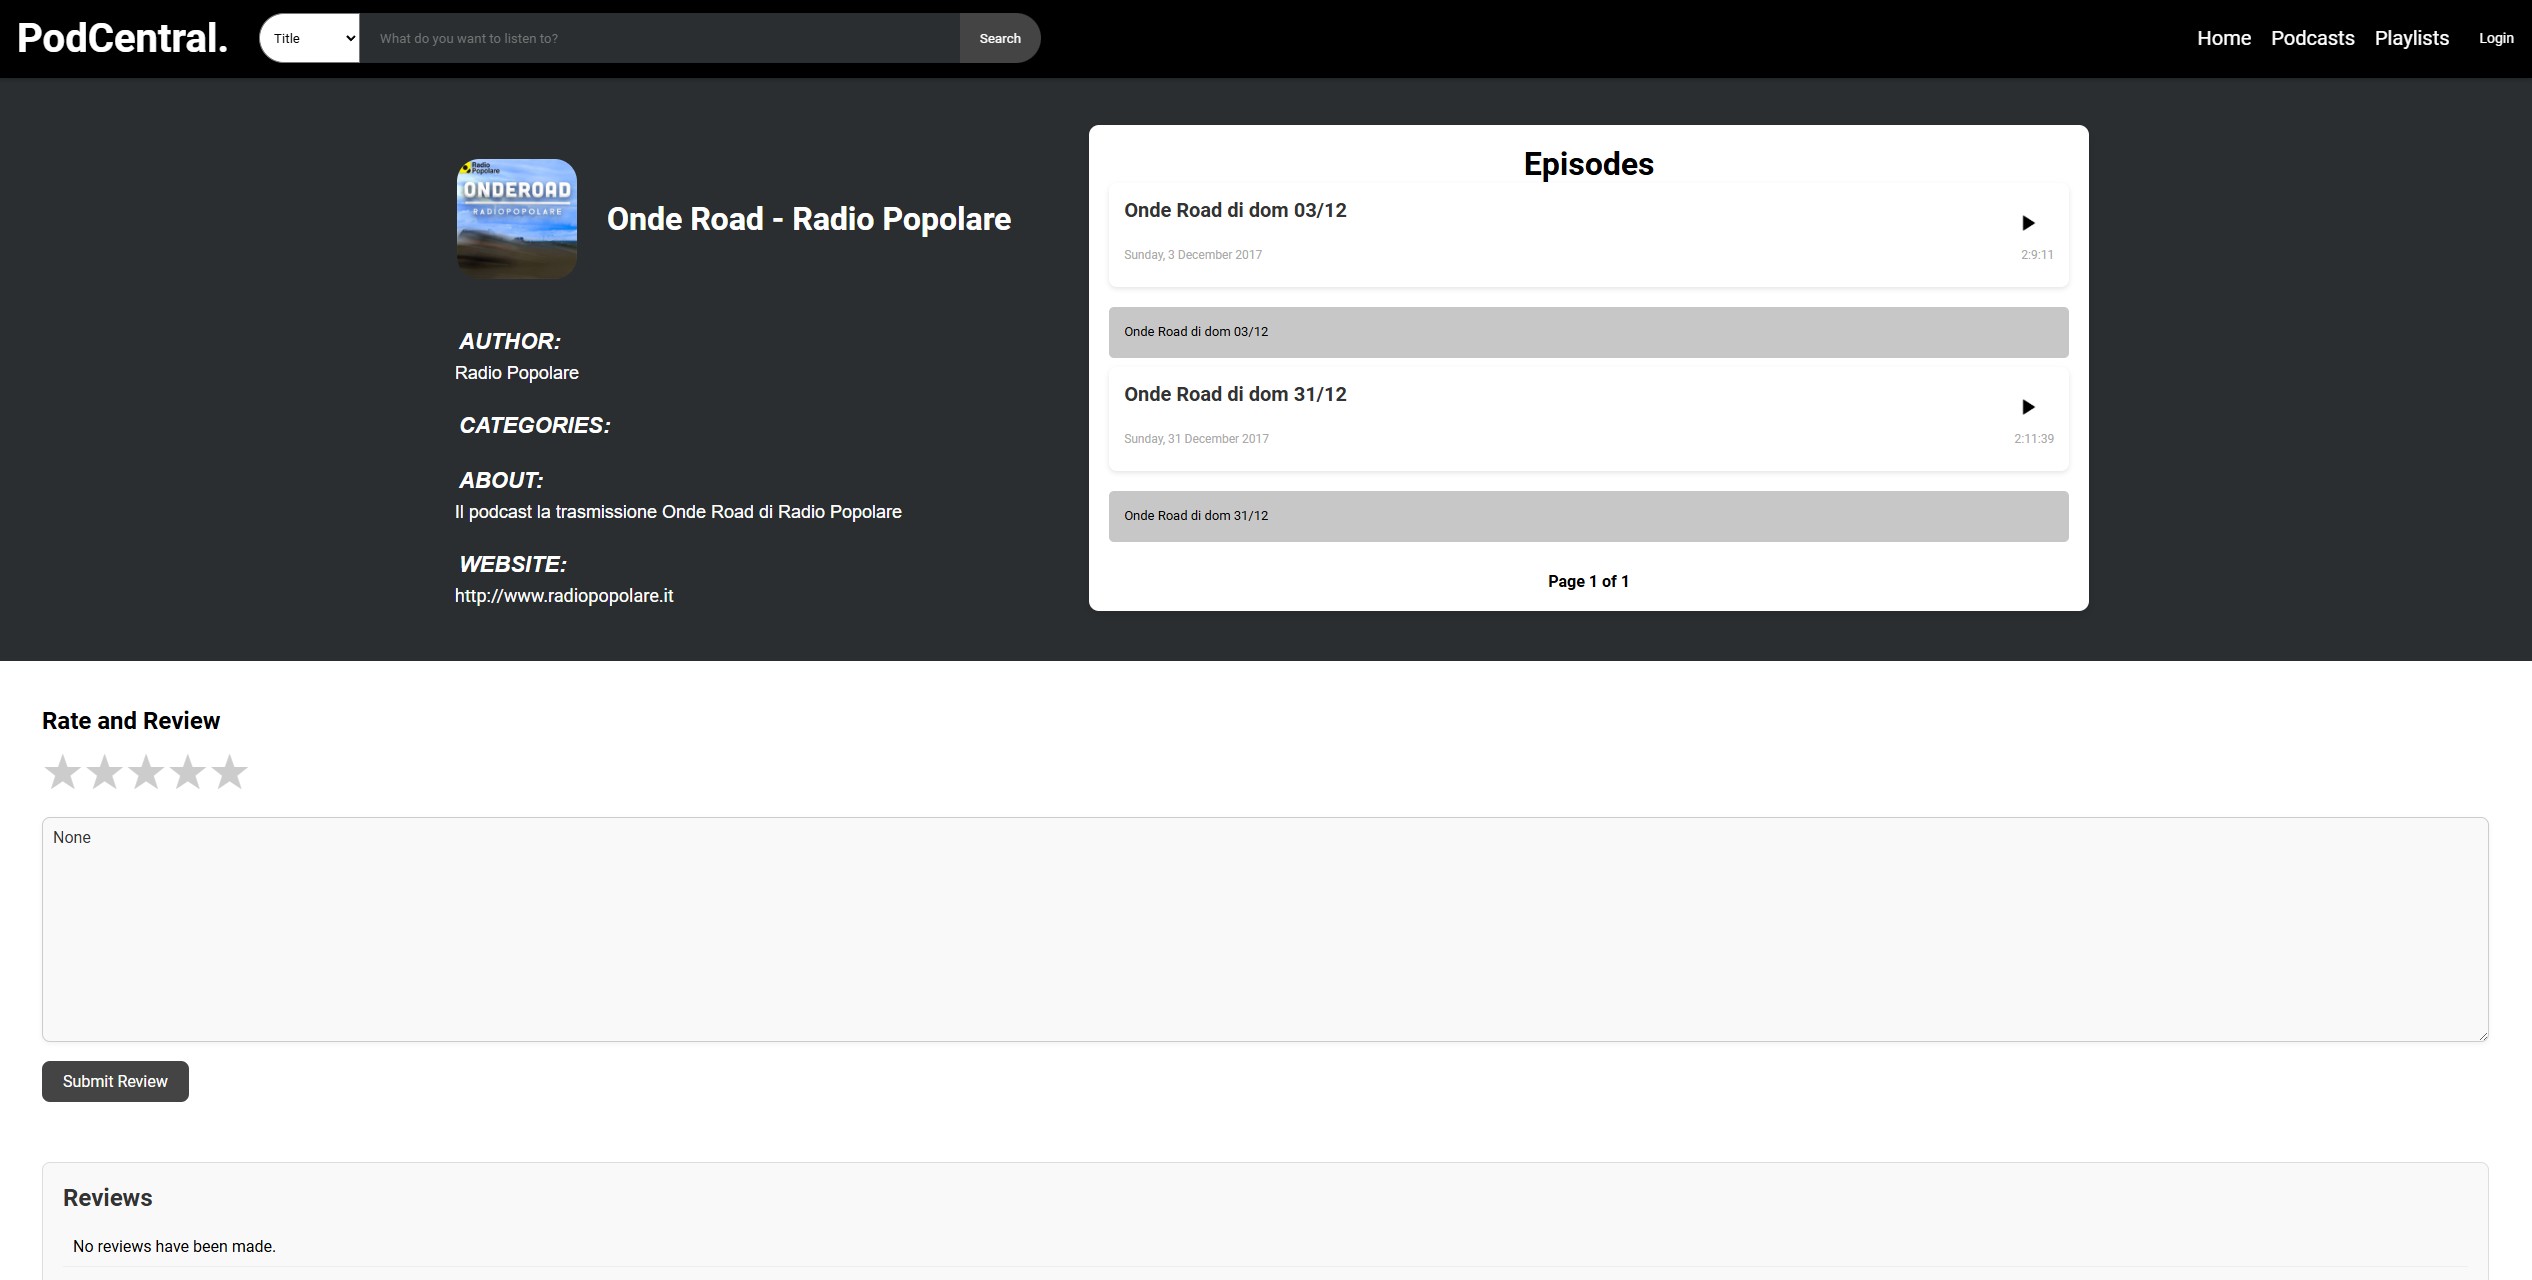 PodCentral.
Title
What do you want to listen to?
Search
Home
Podcasts
Playlists
Login
Radio
Popolare
ONDEROAD
RADIOPOPOLARE
Onde Road - Radio Popolare
AUTHOR:
Radio Popolare
CATEGORIES:
ABOUT:
Il podcast la trasmissione Onde Road di Radio Popolare
WEBSITE:
http://www.radiopopolare.it
Episodes
Onde Road di dom 03/12
Sunday, 3 December 2017
2:9:11
Onde Road di dom 03/12
Onde Road di dom 31/12
Sunday, 31 December 2017
2:11:39
Onde Road di dom 31/12
Page 1 of 1
Rate and Review
None
Submit Review
Reviews
No reviews have been made.